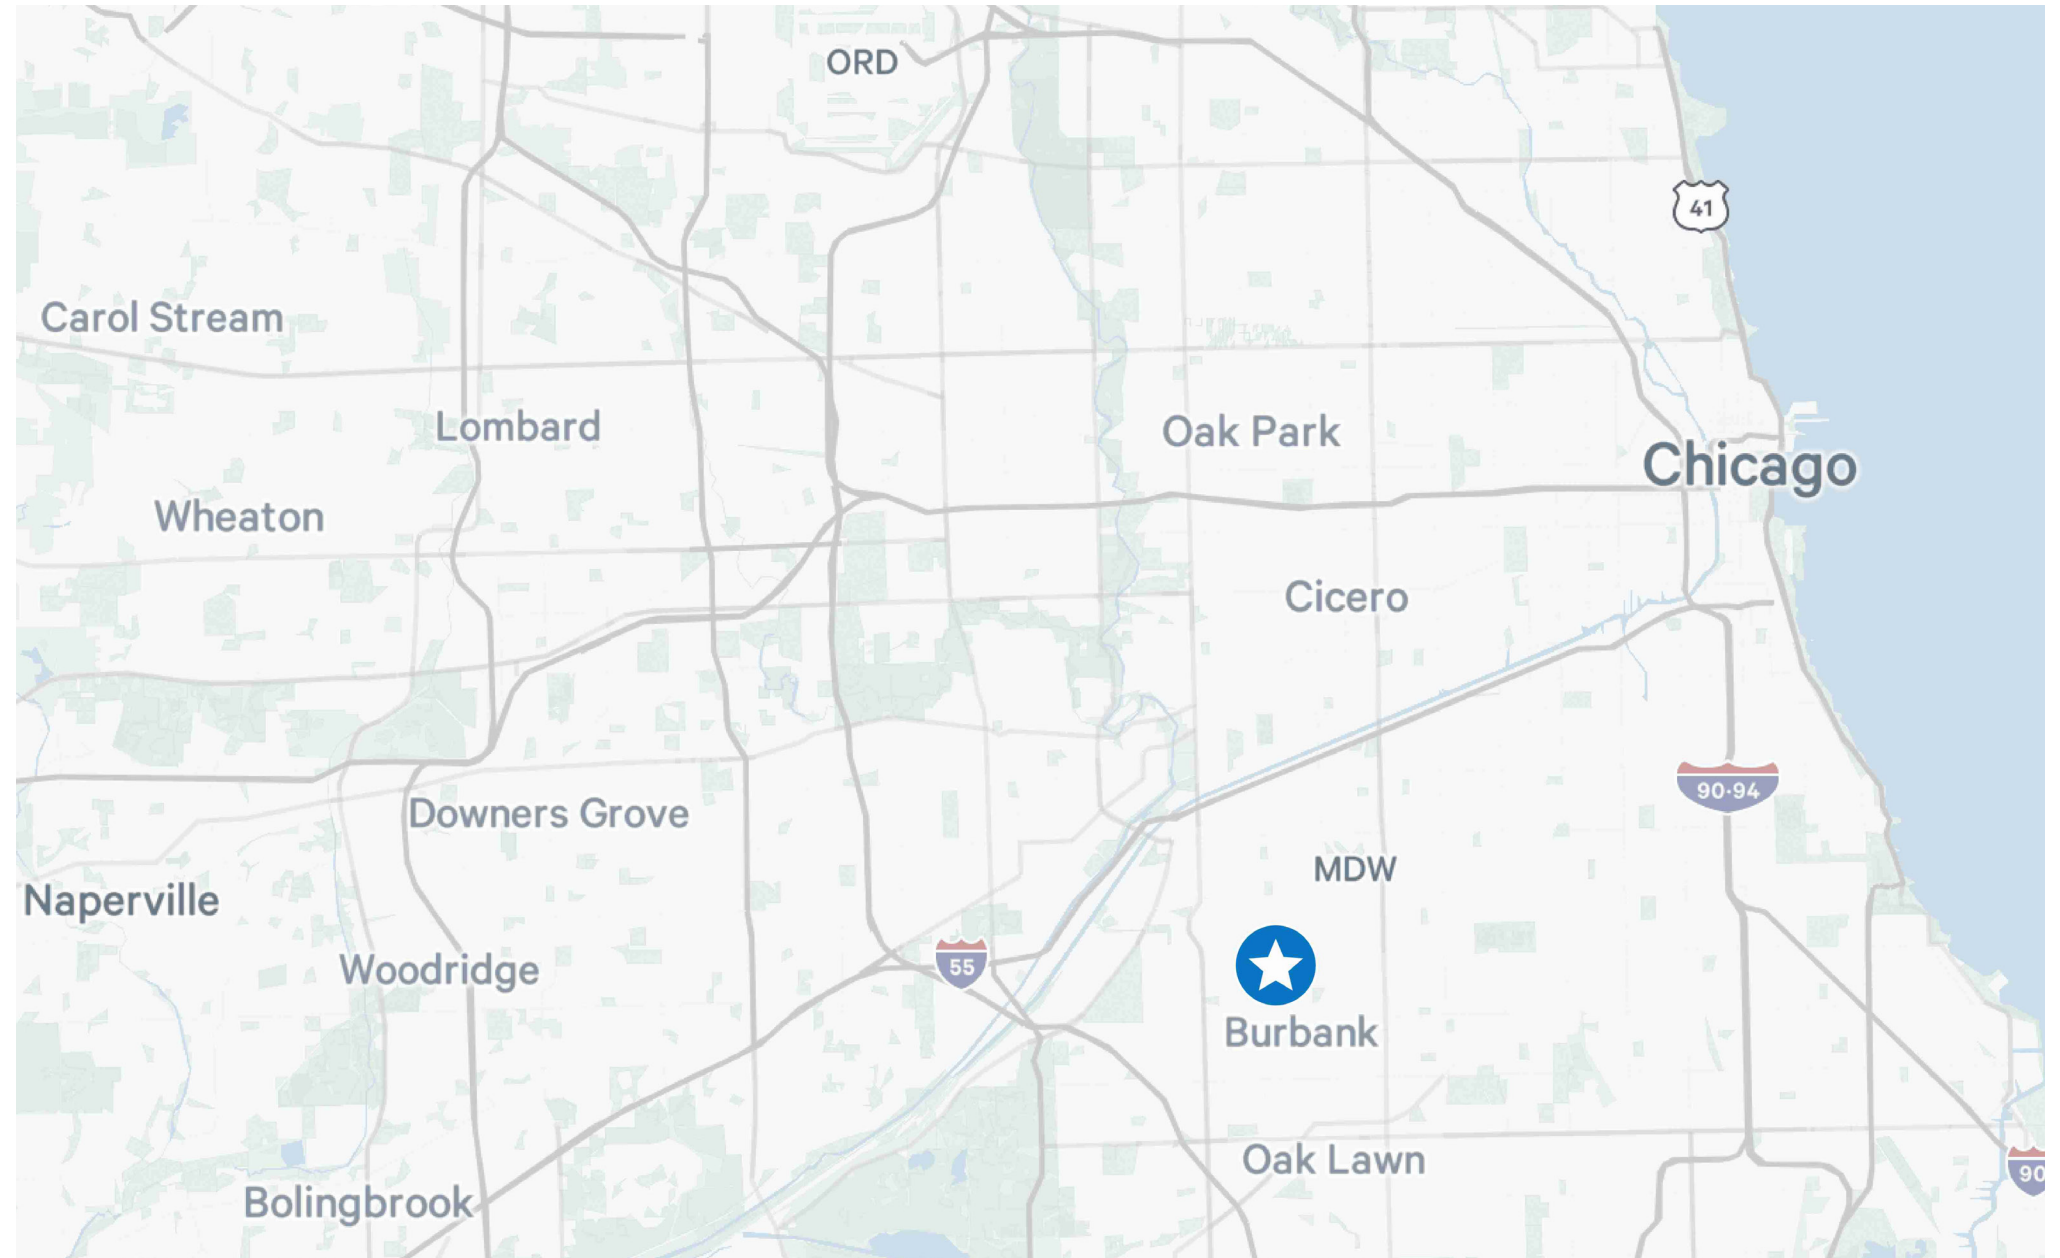 ORD
41
Carol Stream
Lombard
Oak Park
Chicago
Wheaton
Cicero
90·94
Downers Grove
MDW
Naperville
55
Woodridge
Burbank
Oak Lawn
90
Bolingbrook